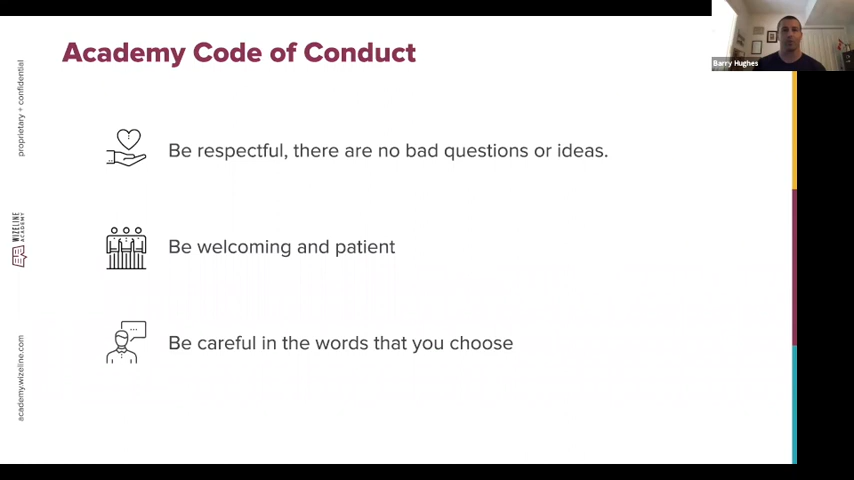 Academy Code of Conduct
Barry Hughes
proprietary + confidential
Be respectful, there are no bad questions or ideas.
WIZELINE
ACADEMY
Be welcoming and patient
Be careful in the words that you choose
academy.wizeline.com